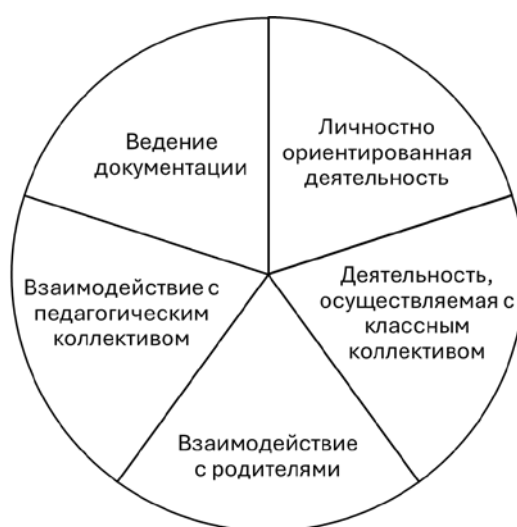 Личностно
ориентированная
деятельность
Деятельность,
осуществляемая с
классным
коллективом
Взаимодействие
с родителями
Взаимодействие с
педагогическим
коллективом
Ведение
документации